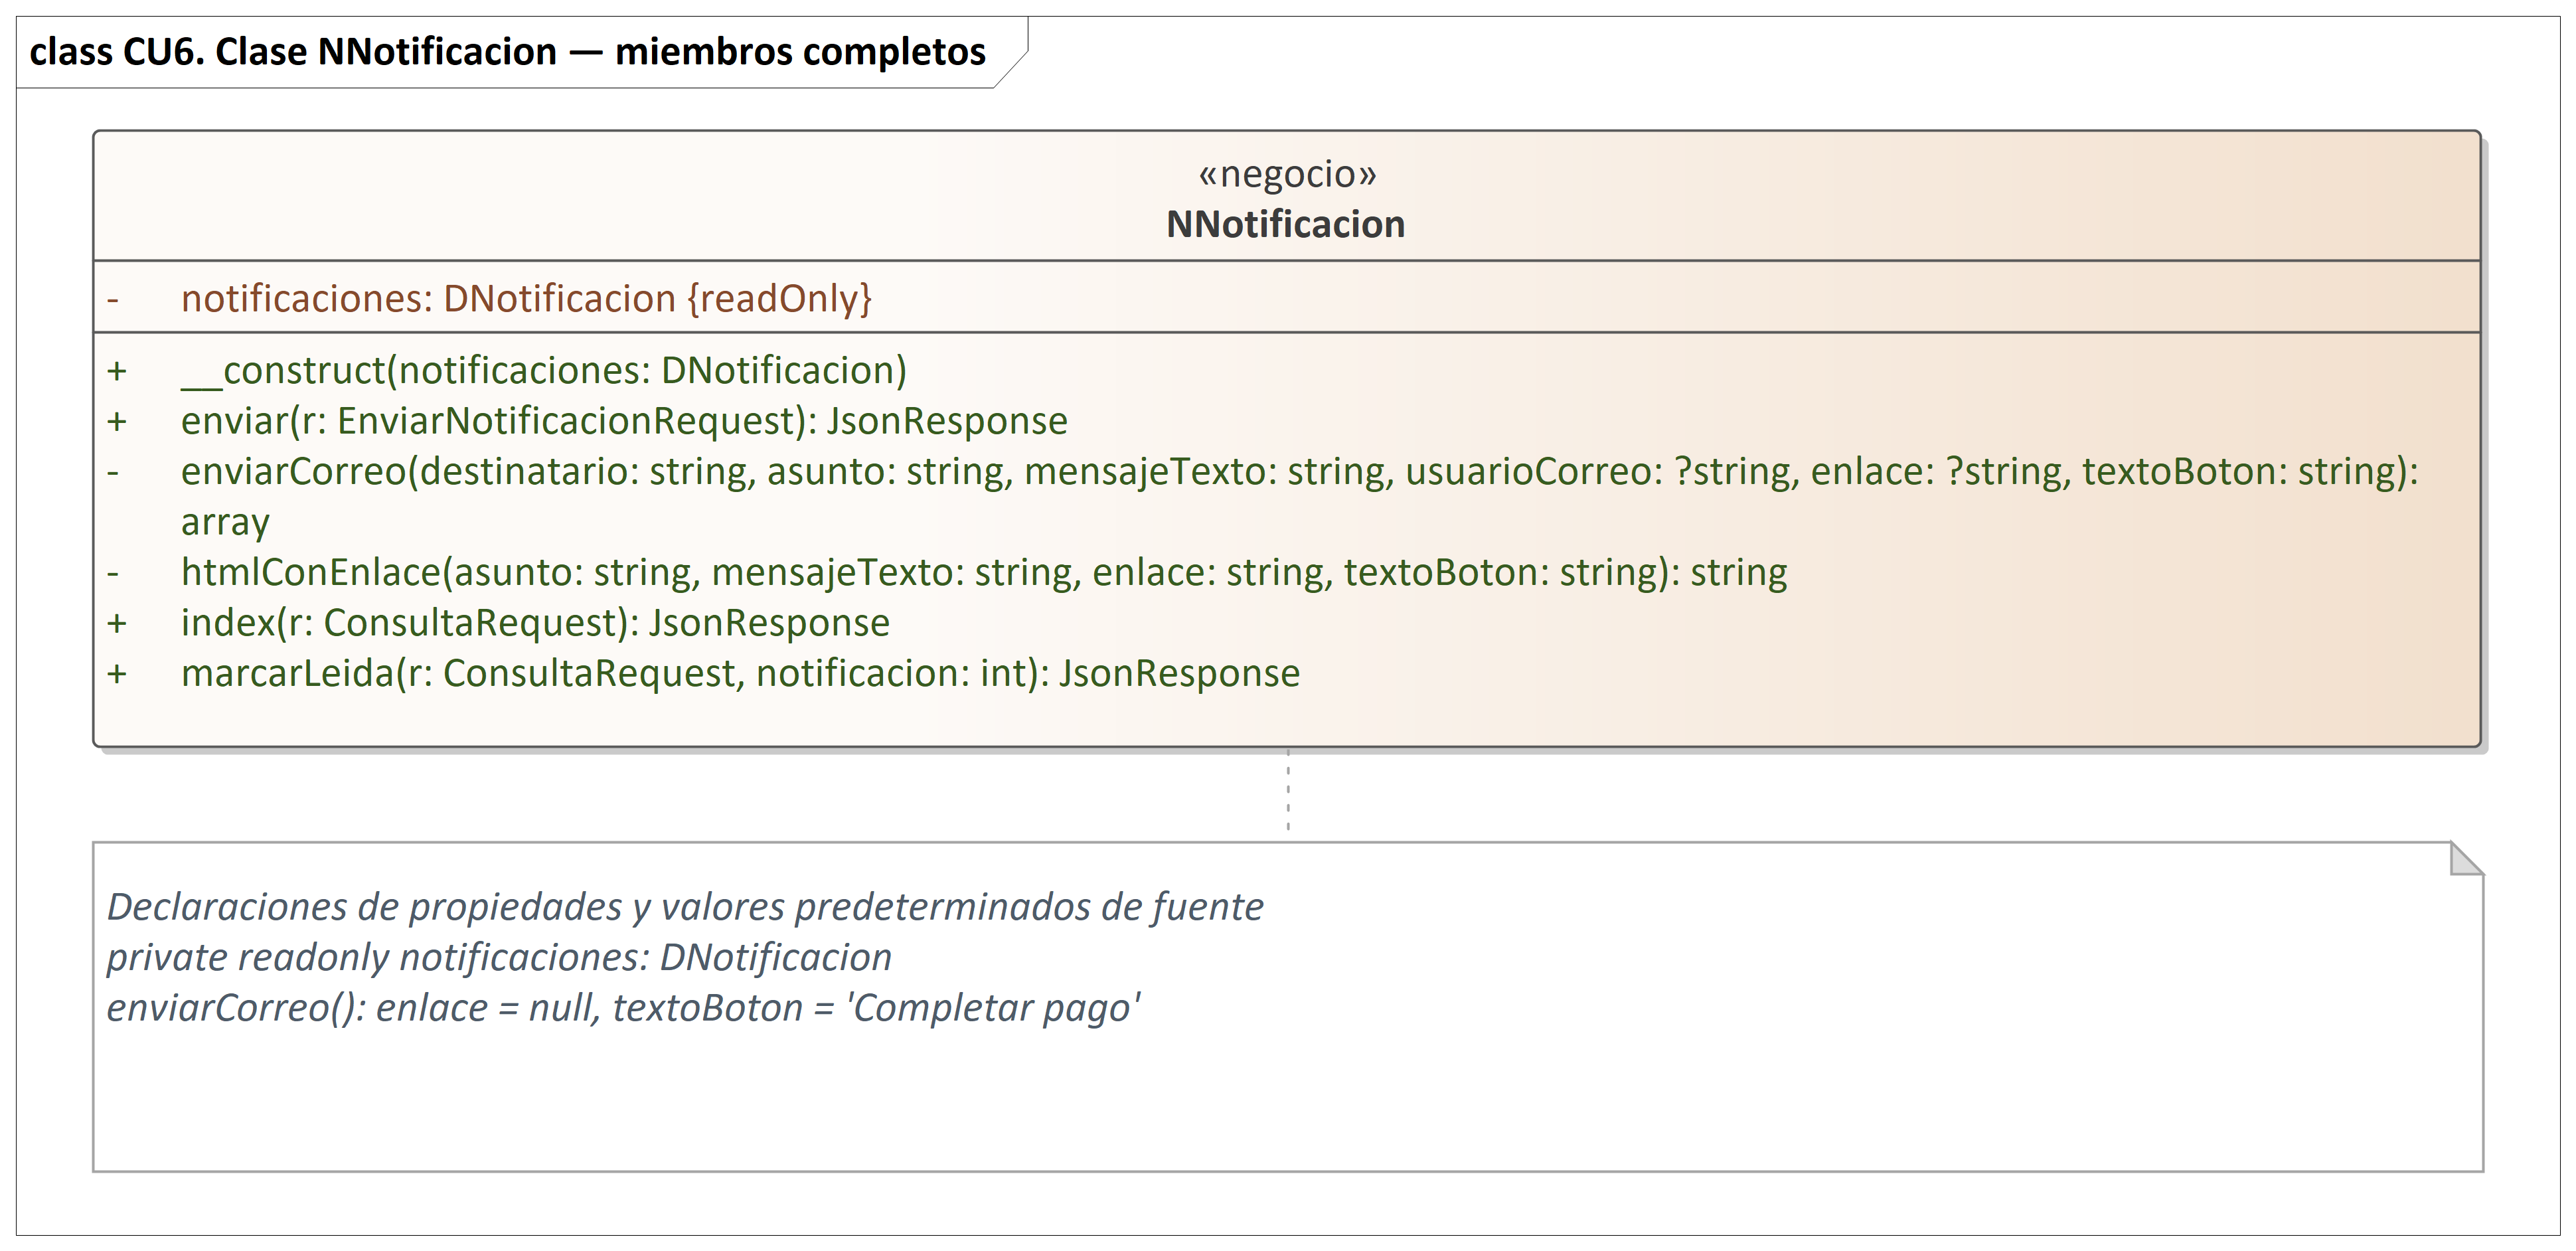 class CU6. Clase NNotificacion — miembros completos
«negocio»
NNotificacion
- notificaciones: DNotificacion {readOnly}
+ __construct(notificaciones: DNotificacion)
+ enviar(r: EnviarNotificacionRequest): JsonResponse
- enviarCorreo(destinatario: string, asunto: string, mensajeTexto: string, usuarioCorreo: ?string, enlace: ?string, textoBoton: string):
array
- htmlConEnlace(asunto: string, mensajeTexto: string, enlace: string, textoBoton: string): string
+ index(r: ConsultaRequest): JsonResponse
+ marcarLeida(r: ConsultaRequest, notificacion: int): JsonResponse
Declaraciones de propiedades y valores predeterminados de fuente
private readonly notificaciones: DNotificacion
enviarCorreo(): enlace = null, textoBoton = 'Completar pago'